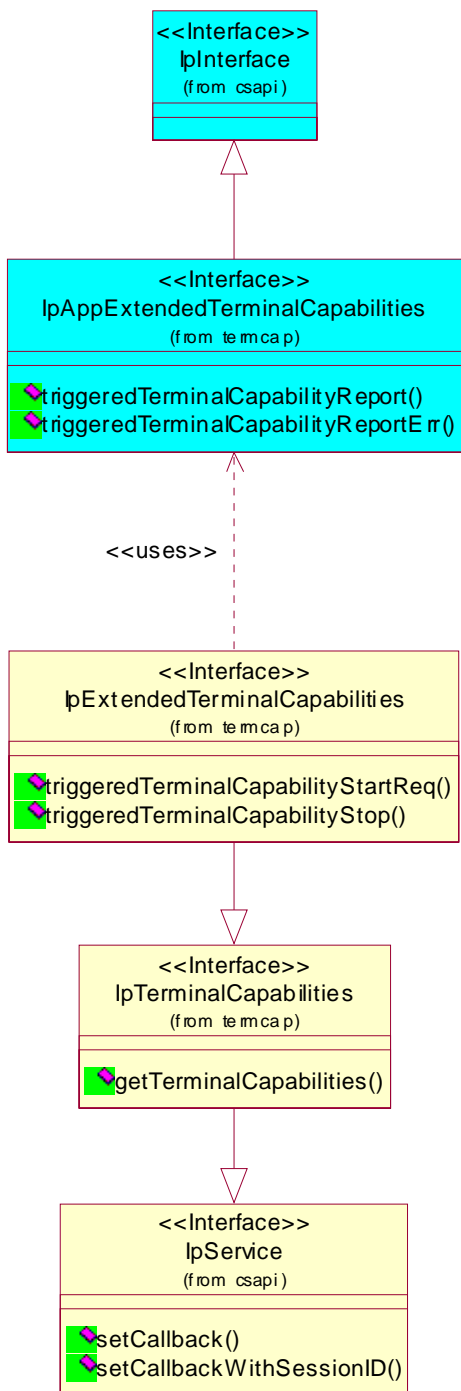 <<Interface>>
IpInterface
(from csapi)
<<Interface>>
IpAppExtendedTerminalCapabilities
(from termcap)
triggeredTerminalCapabilityReport()
triggeredTerminalCapabilityReportErr()
<<uses>>
<<Interface>>
IpExtendedTerminalCapabilities
(from termcap)
triggeredTerminalCapabilityStartReq()
triggeredTerminalCapabilityStop()
<<Interface>>
IpTerminalCapabilities
(from termcap)
getTerminalCapabilities()
<<Interface>>
IpService
(from csapi)
setCallback()
setCallbackWithSessionID()